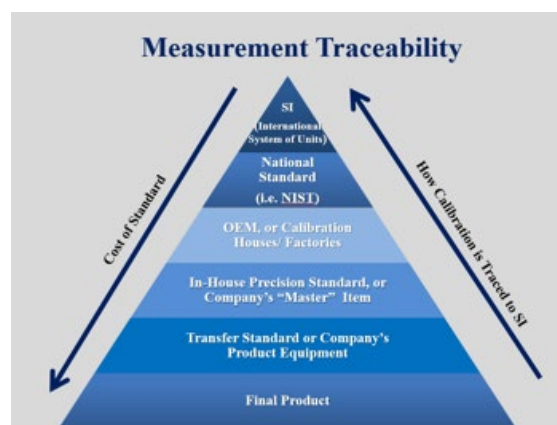 Measurement Traceability
SI
(International
System of Units)
National
Standard
(i.e. NIST)
OEM, or Calibration
Houses/ Factories
In-House Precision Standard, or
Company's “Master” Item
Transfer Standard or Company's
Product Equipment
Final Product
Cost of Standard
How Calibration is Traced to SI